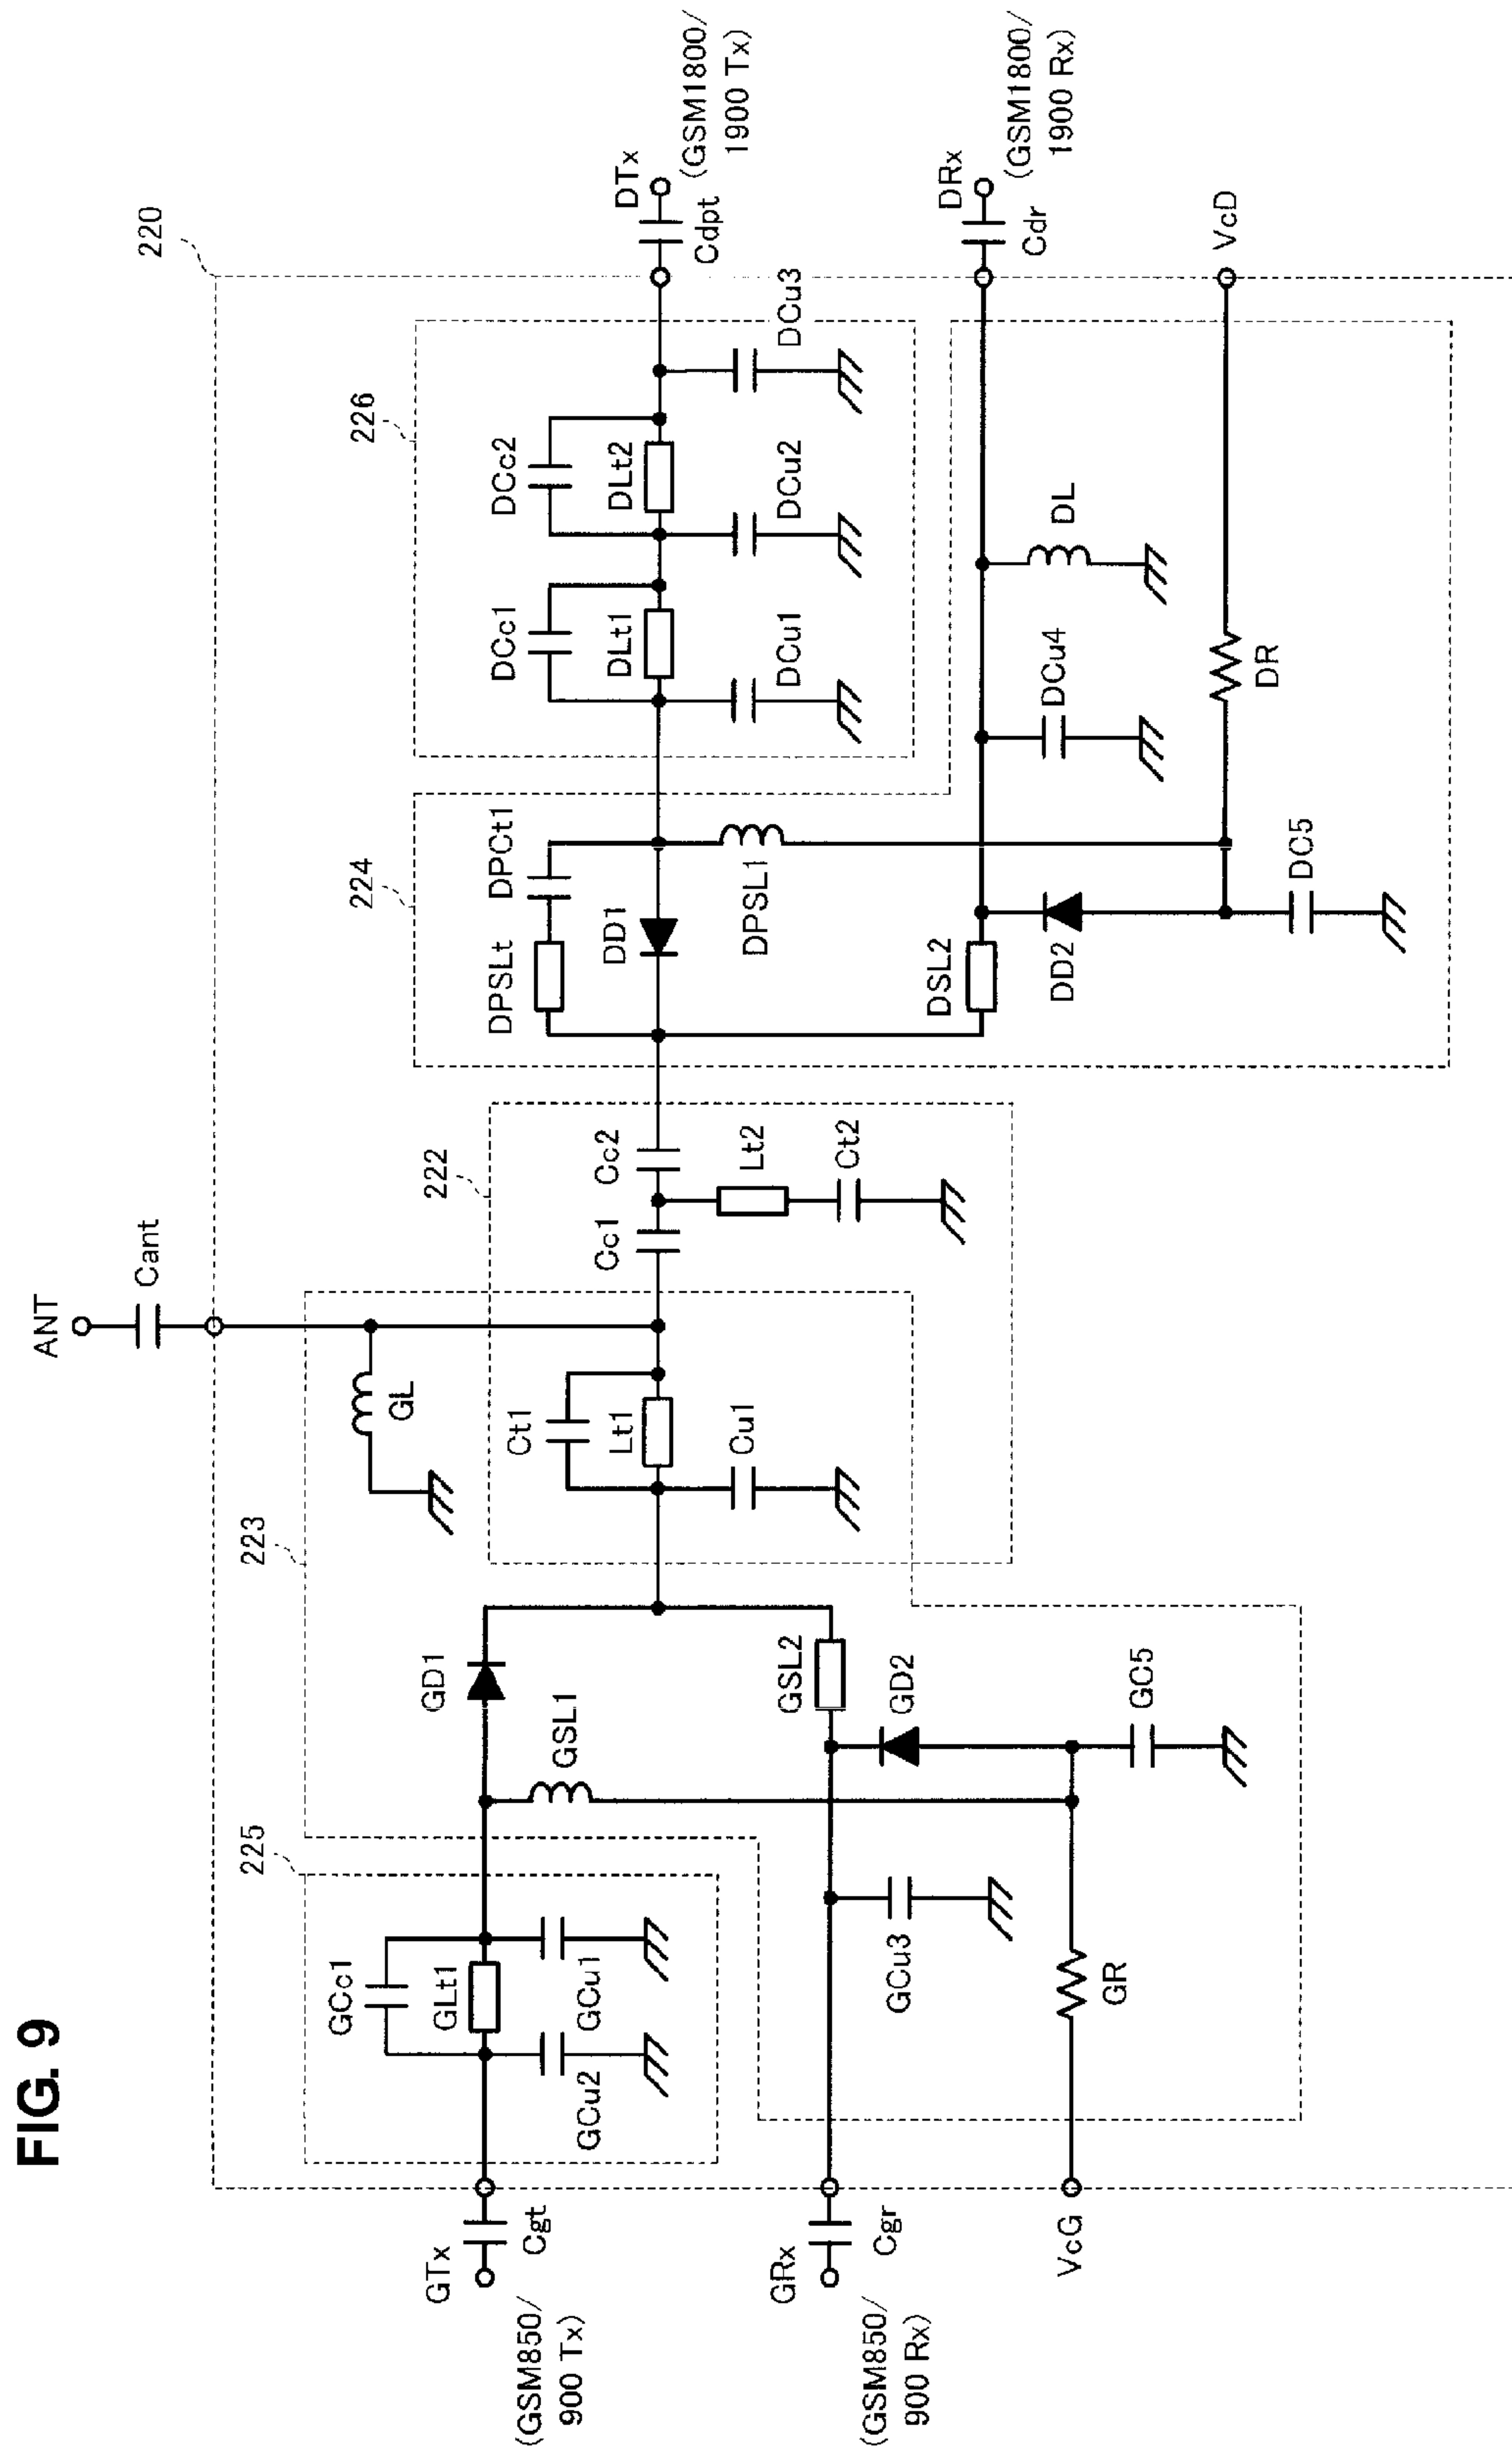 FIG. 9
220
ANT
Cant
223
GL
222
225
GCc1
GLt1
GCu2
GCu1
GD1
GSL1
Ct1
Lt1
Cu1
Cc1
Cc2
Lt2
Ct2
224
DPSLt
DPCt1
DD1
DPSL1
226
DCc1
DCc2
DLt1
DLt2
DCu1
DCu2
DCu3
DTx
Cdpt
(GSM1800/
1900 Tx)
GTx
Cgt
(GSM850/
900 Tx)
GRx
Cgr
(GSM850/
900 Rx)
VcG
GCu3
GR
GSL2
GD2
GC5
DSL2
DD2
DC5
DCu4
DL
DR
DRx
Cdr
(GSM1800/
1900 Rx)
VcD